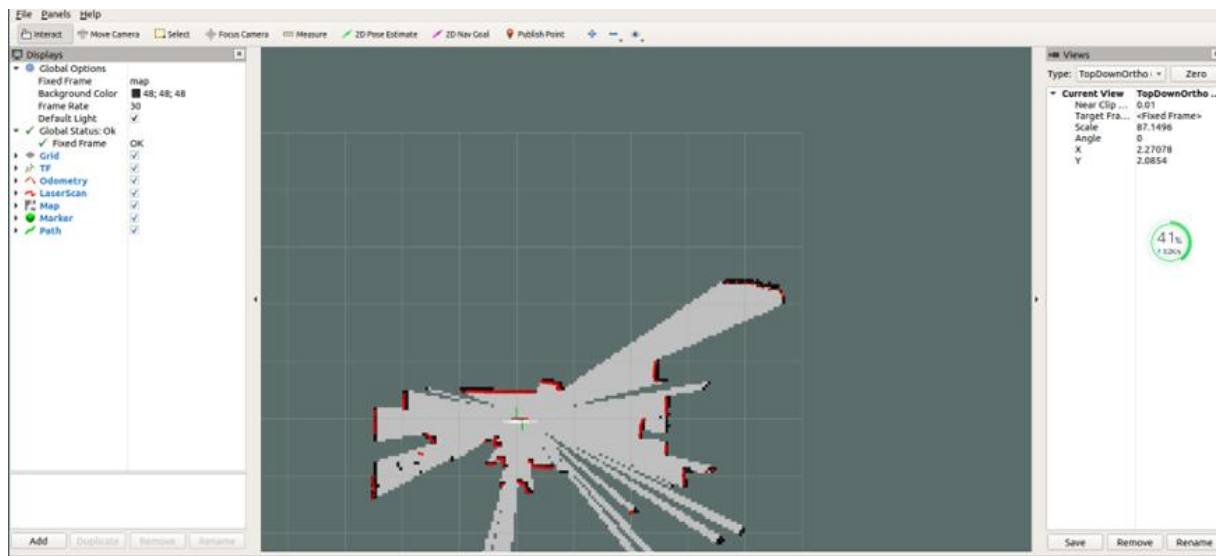 File Panels Help
Interact Move Camera Select Focus Camera Measure 2D Pose Estimate 2D Nav Goal Publish Point
Displays
Global Options
Fixed Frame map
Background Color 48; 48; 48
Frame Rate 30
Default Light
Global Status: Ok
Fixed Frame OK
Grid
TF
Odometry
LaserScan
Map
Marker
Path
Add Duplicate Remove Rename
Views
Type: TopDownOrtho Zero
Current View TopDownOrtho ...
Near Clip ... 0.01
Target Fra... <Fixed Frame>
Scale 87.1496
Angle 0
X 2.27078
Y 2.0854
41%
Save Remove Rename